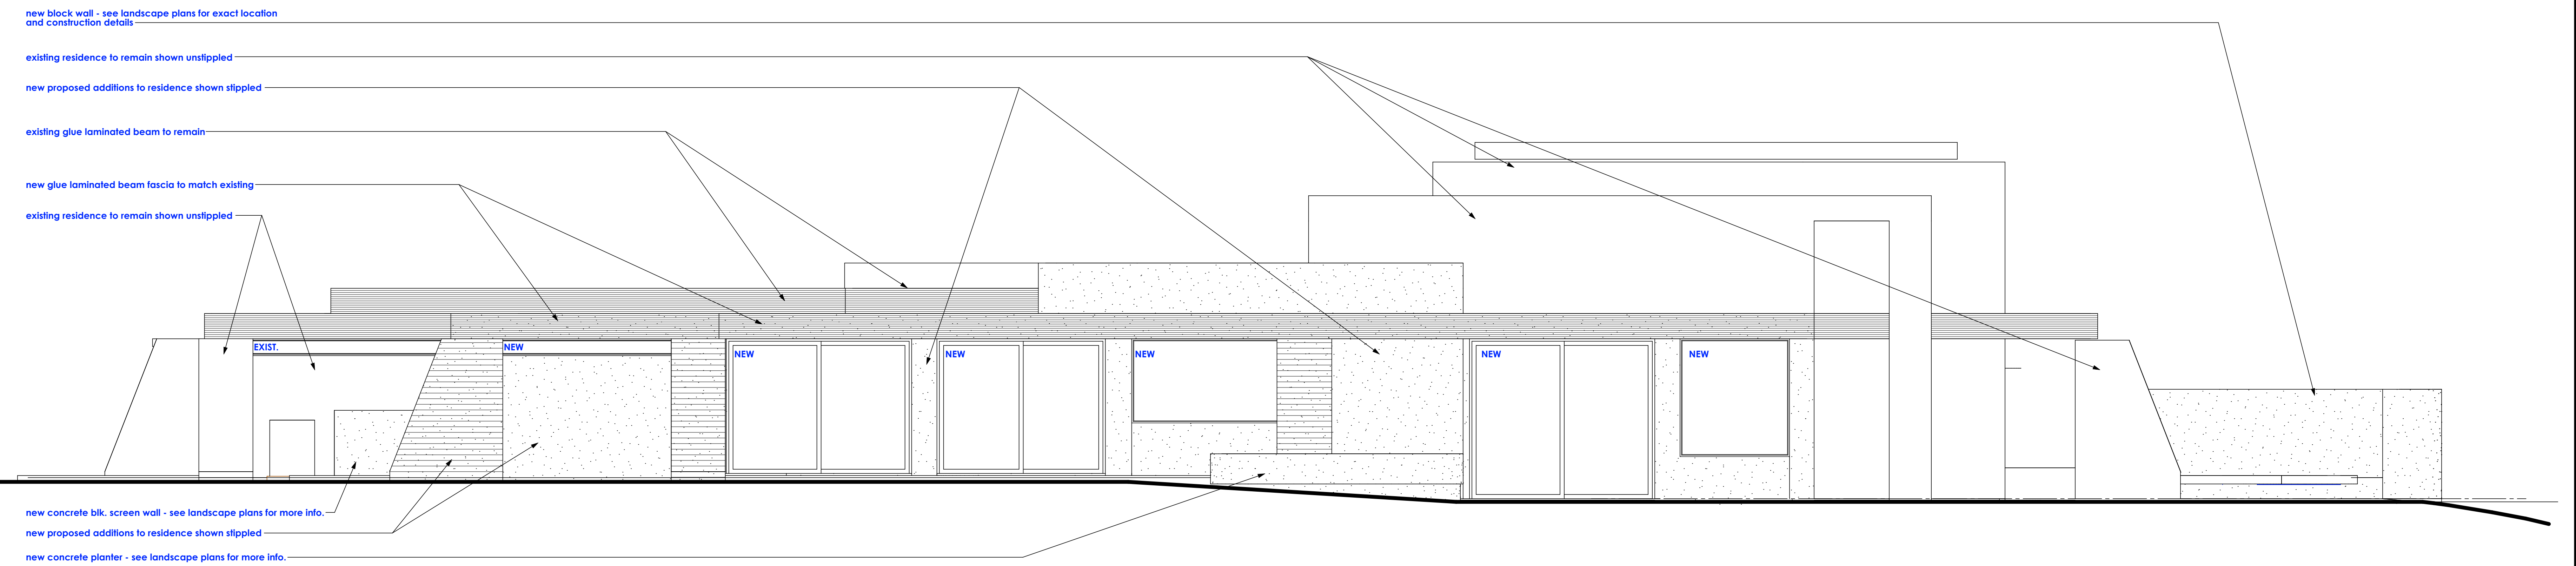 new block wall - see landscape plans for exact location
and construction details
existing residence to remain shown unstippled
new proposed additions to residence shown stippled
existing glue laminated beam to remain
new glue laminated beam fascia to match existing
existing residence to remain shown unstippled
EXIST.
NEW
NEW
NEW
NEW
NEW
NEW
new concrete blk. screen wall - see landscape plans for more info.
new proposed additions to residence shown stippled
new concrete planter - see landscape plans for more info.